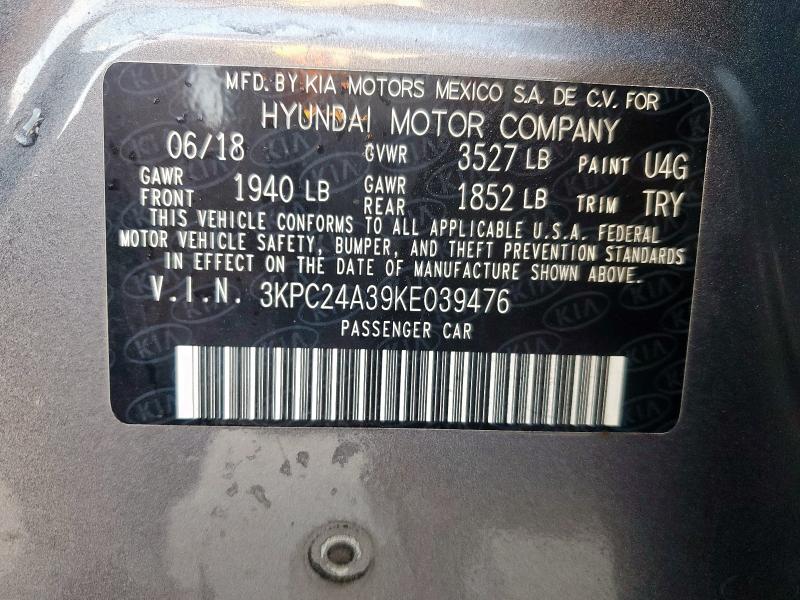 MFD. BY KIA MOTORS MEXICO S.A. DE C.V. FOR
HYUNDAI MOTOR COMPANY
06/18 GVWR 3527 LB PAINT U4G
GAWR FRONT 1940 LB GAWR REAR 1852 LB TRIM TRY
THIS VEHICLE CONFORMS TO ALL APPLICABLE U.S.A. FEDERAL
MOTOR VEHICLE SAFETY, BUMPER, AND THEFT PREVENTION STANDARDS
IN EFFECT ON THE DATE OF MANUFACTURE SHOWN ABOVE.
V.I.N. 3KPC24A39KE039476
PASSENGER CAR